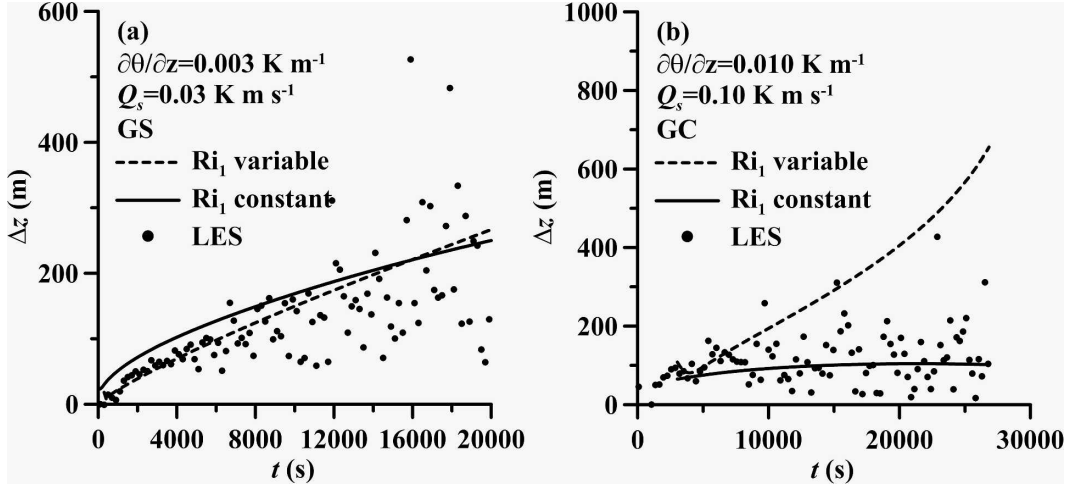 (a)
∂θ/∂z=0.003 K m⁻¹
Qₛ=0.03 K m s⁻¹
GS
Ri₁ variable
Ri₁ constant
LES
600
400
200
0
Δz (m)
0 4000 8000 12000 16000 20000
t (s)
(b)
∂θ/∂z=0.010 K m⁻¹
Qₛ=0.10 K m s⁻¹
GC
Ri₁ variable
Ri₁ constant
LES
1000
800
600
400
200
0
Δz (m)
0 10000 20000 30000
t (s)